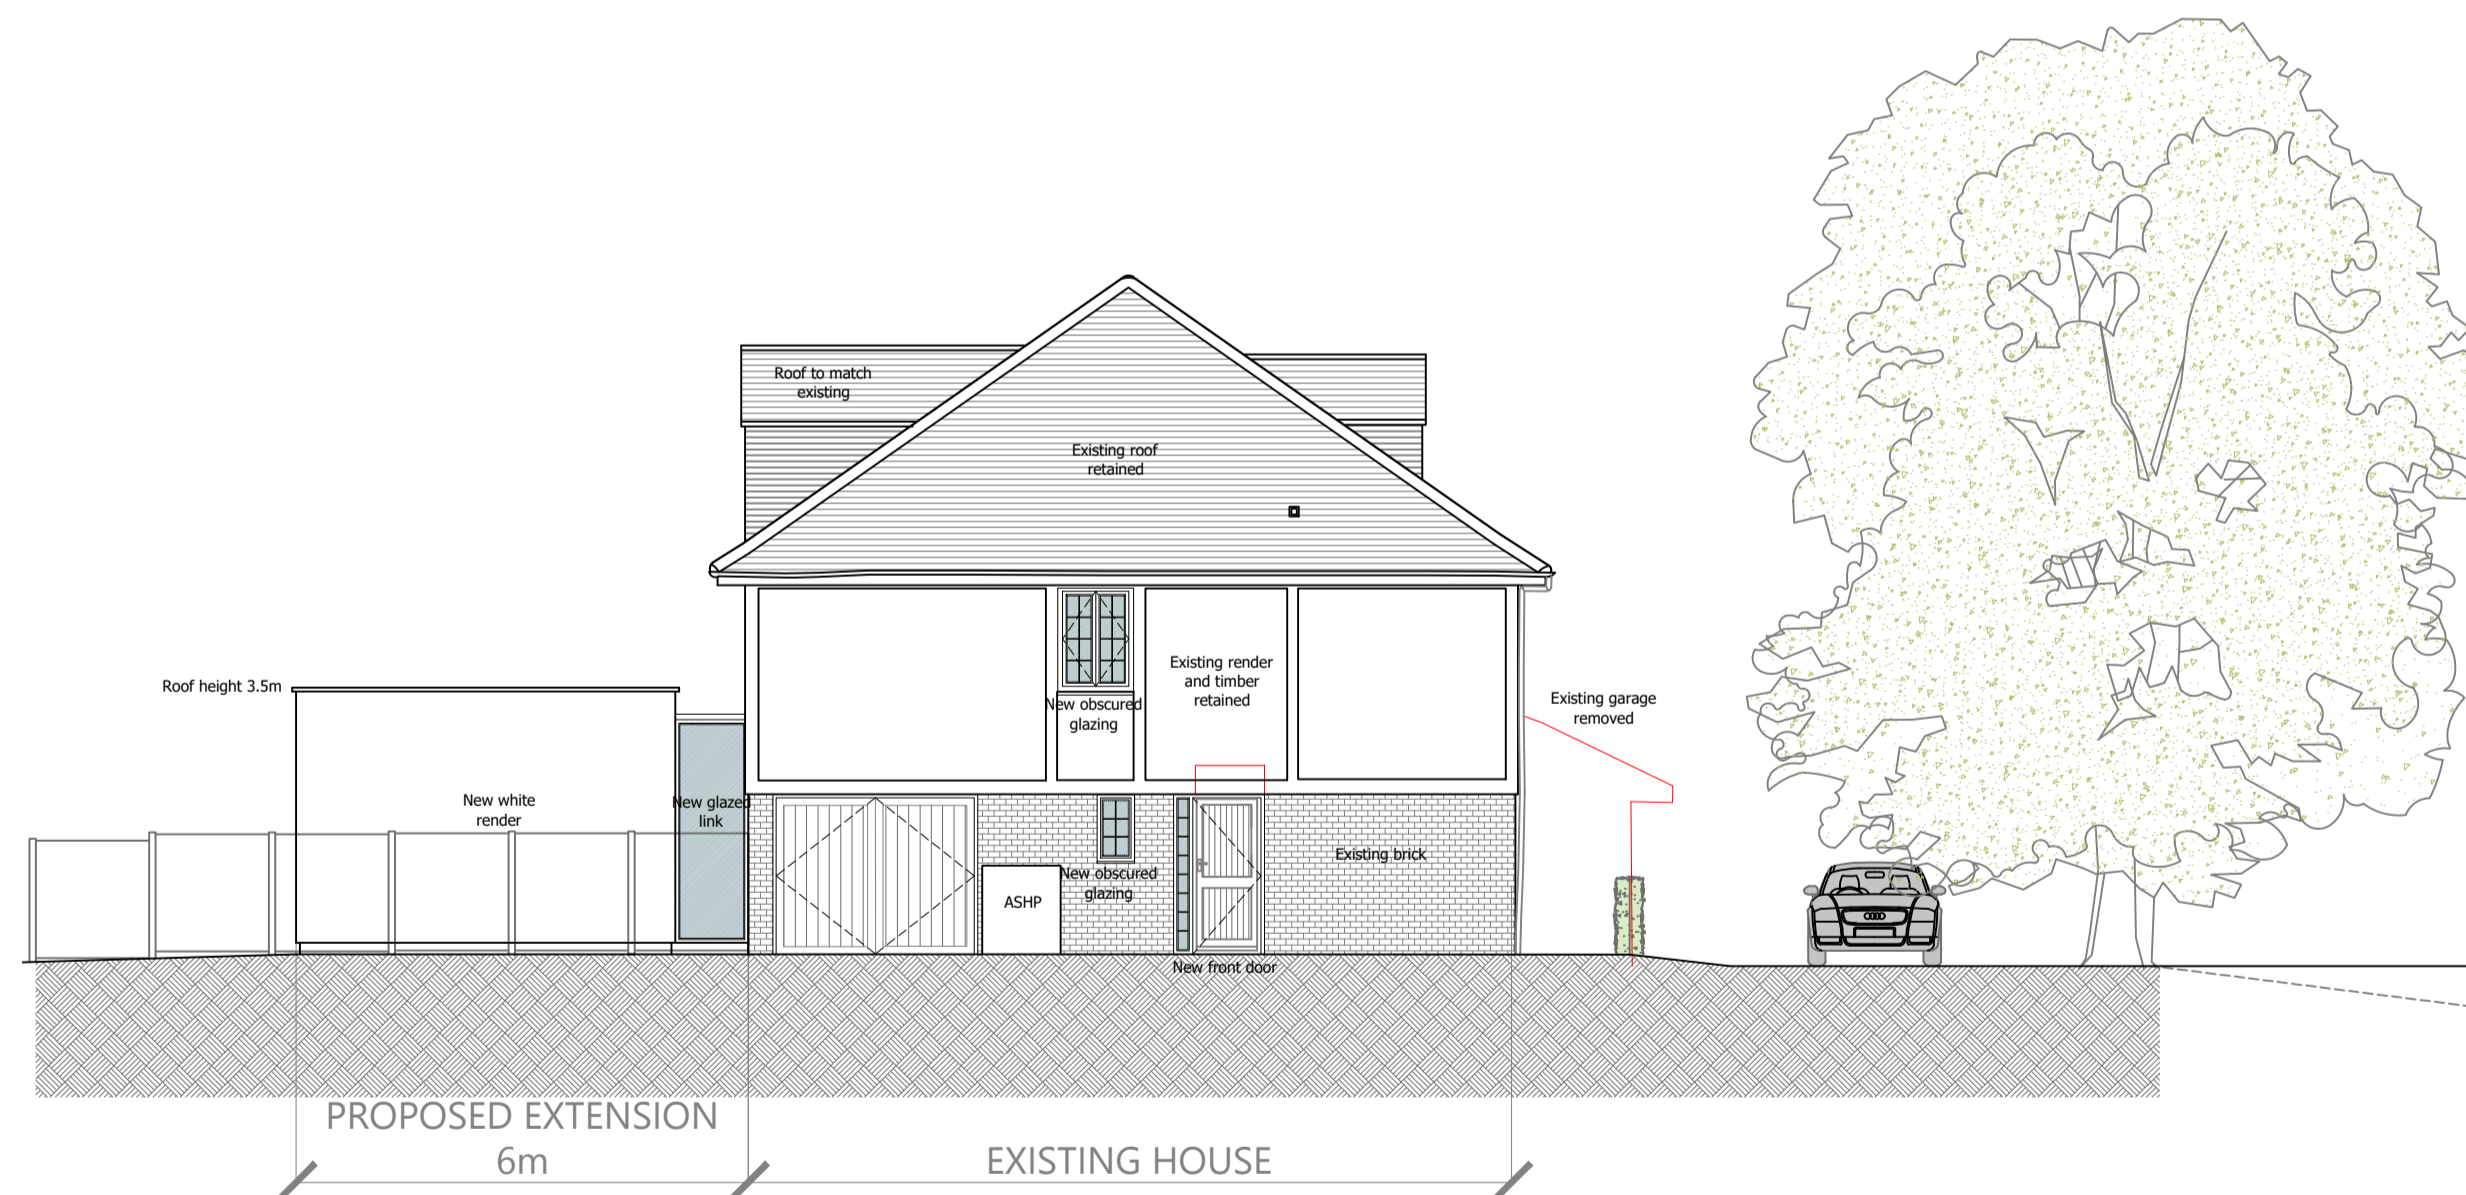 Roof to match
existing
Existing roof
retained
Roof height 3.5m
Existing render
and timber
retained
New obscured
glazing
Existing garage
removed
New white
render
New glazed
link
Existing brick
New obscured
glazing
ASHP
New front door
PROPOSED EXTENSION
6m
EXISTING HOUSE